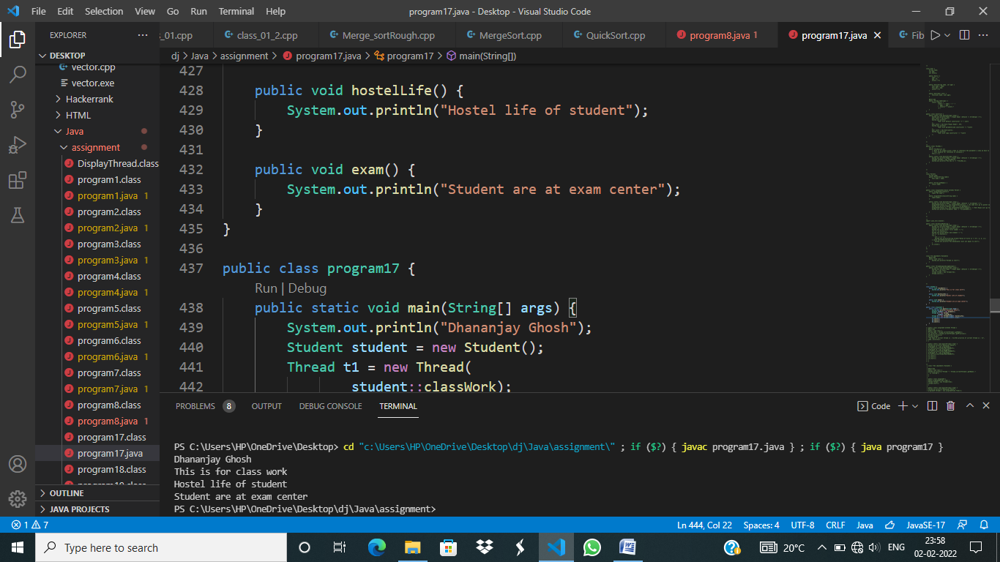 File Edit Selection View Go Run Terminal Help program17.java - Desktop - Visual Studio Code
EXPLORER
s_01.cpp class_01_2.cpp Merge_sortRough.cpp MergeSort.cpp QuickSort.cpp program8.java 1 program17.java Fib
DESKTOP
dj > Java > assignment > program17.java > program17 > main(String[])
vector.cpp
vector.exe
Hackerrank
HTML
Java
assignment
DisplayThread.class
program1.class
program1.java 1
program2.class
program2.java 1
program3.class
program3.java 1
program4.class
program4.java 1
program5.class
program5.java 1
program6.class
program6.java 1
program7.class
program7.java 1
program8.class
program8.java 1
program17.class
program17.java
program18.class
OUTLINE
JAVA PROJECTS
427
428 public void hostelLife() {
429 System.out.println("Hostel life of student");
430 }
431
432 public void exam() {
433 System.out.println("Student are at exam center");
434 }
435 }
436
437 public class program17 {
Run | Debug
438 public static void main(String[] args) {
439 System.out.println("Dhananjay Ghosh");
440 Student student = new Student();
441 Thread t1 = new Thread(
442 student::classWork);
PROBLEMS 8 OUTPUT DEBUG CONSOLE TERMINAL Code
PS C:\Users\HP\OneDrive\Desktop> cd "c:\Users\HP\OneDrive\Desktop\dj\Java\assignment\" ; if ($?) { javac program17.java } ; if ($?) { java program17 }
Dhananjay Ghosh
This is for class work
Hostel life of student
Student are at exam center
PS C:\Users\HP\OneDrive\Desktop\dj\Java\assignment>
1 7 Ln 444, Col 22 Spaces: 4 UTF-8 CRLF Java JavaSE-17
Type here to search 20°C ENG 23:58
02-02-2022